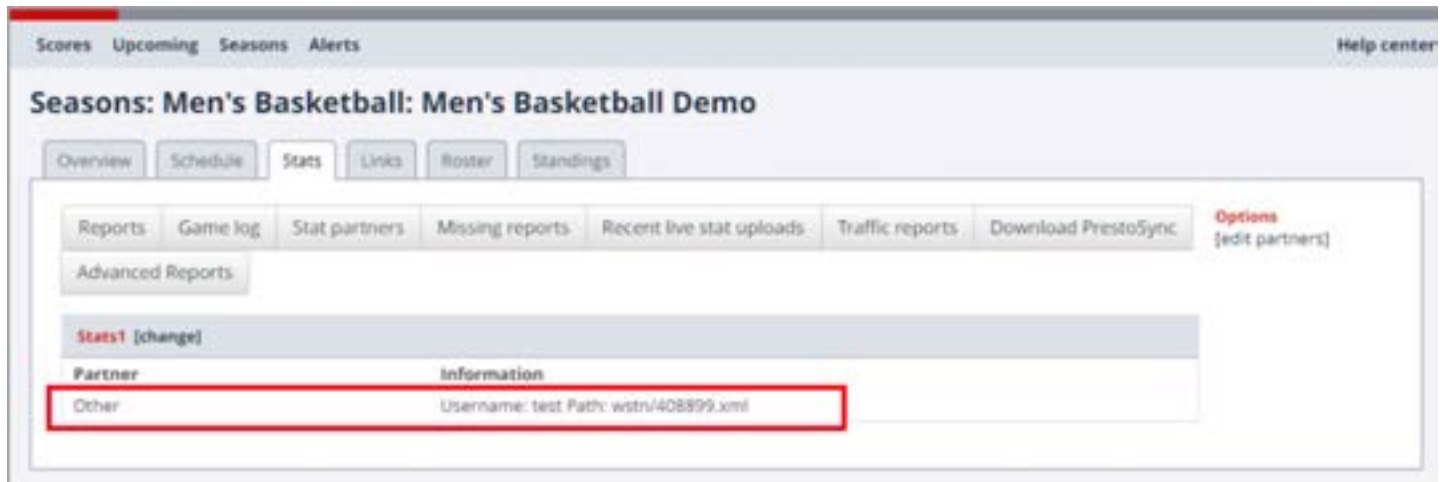 Scores Upcoming Seasons Alerts Help center
Seasons: Men's Basketball: Men's Basketball Demo
Overview Schedule Stats Links Roster Standings
Reports Game log Stat partners Missing reports Recent live stat uploads Traffic reports Download PrestoSync
Options
[edit partners]
Advanced Reports
Stats1 [change]
Partner Information
Other Username: test Path: wstn/408899.xml